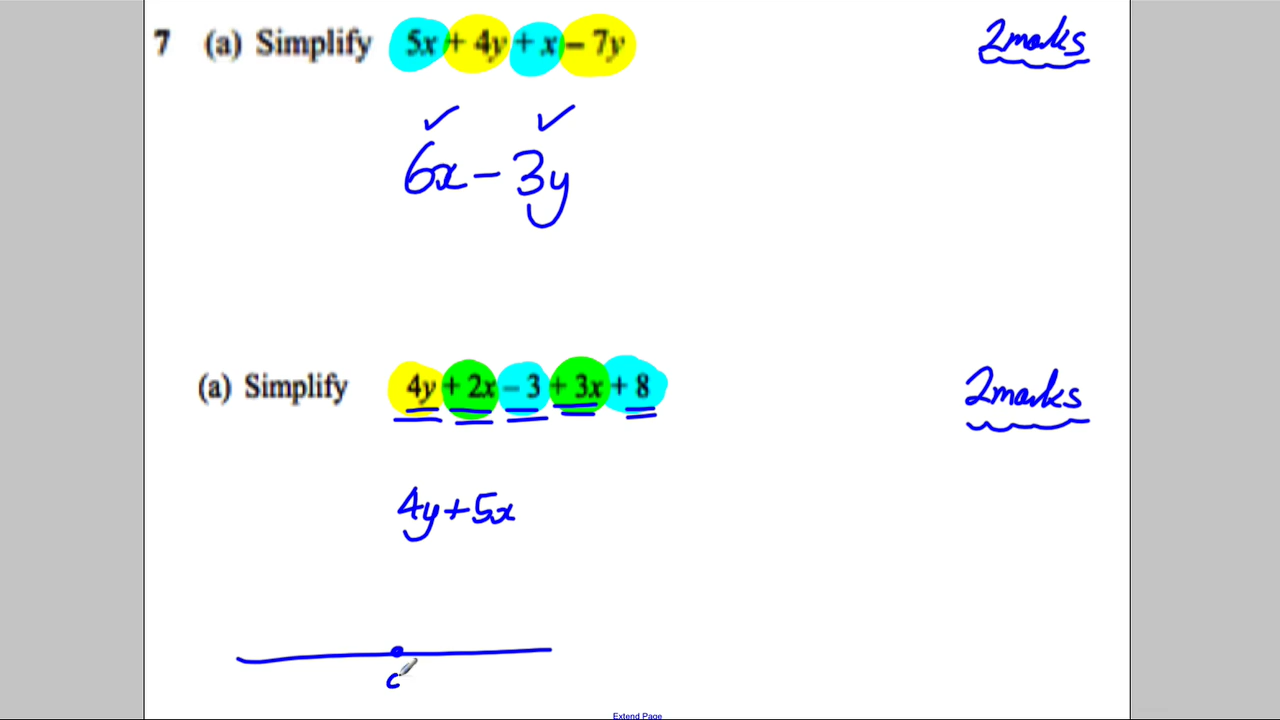 7 (a) Simplify 5x + 4y + x – 7y 2marks
6x - 3y
(a) Simplify 4y + 2x – 3 + 3x + 8 2marks
4y + 5x
Extend Page